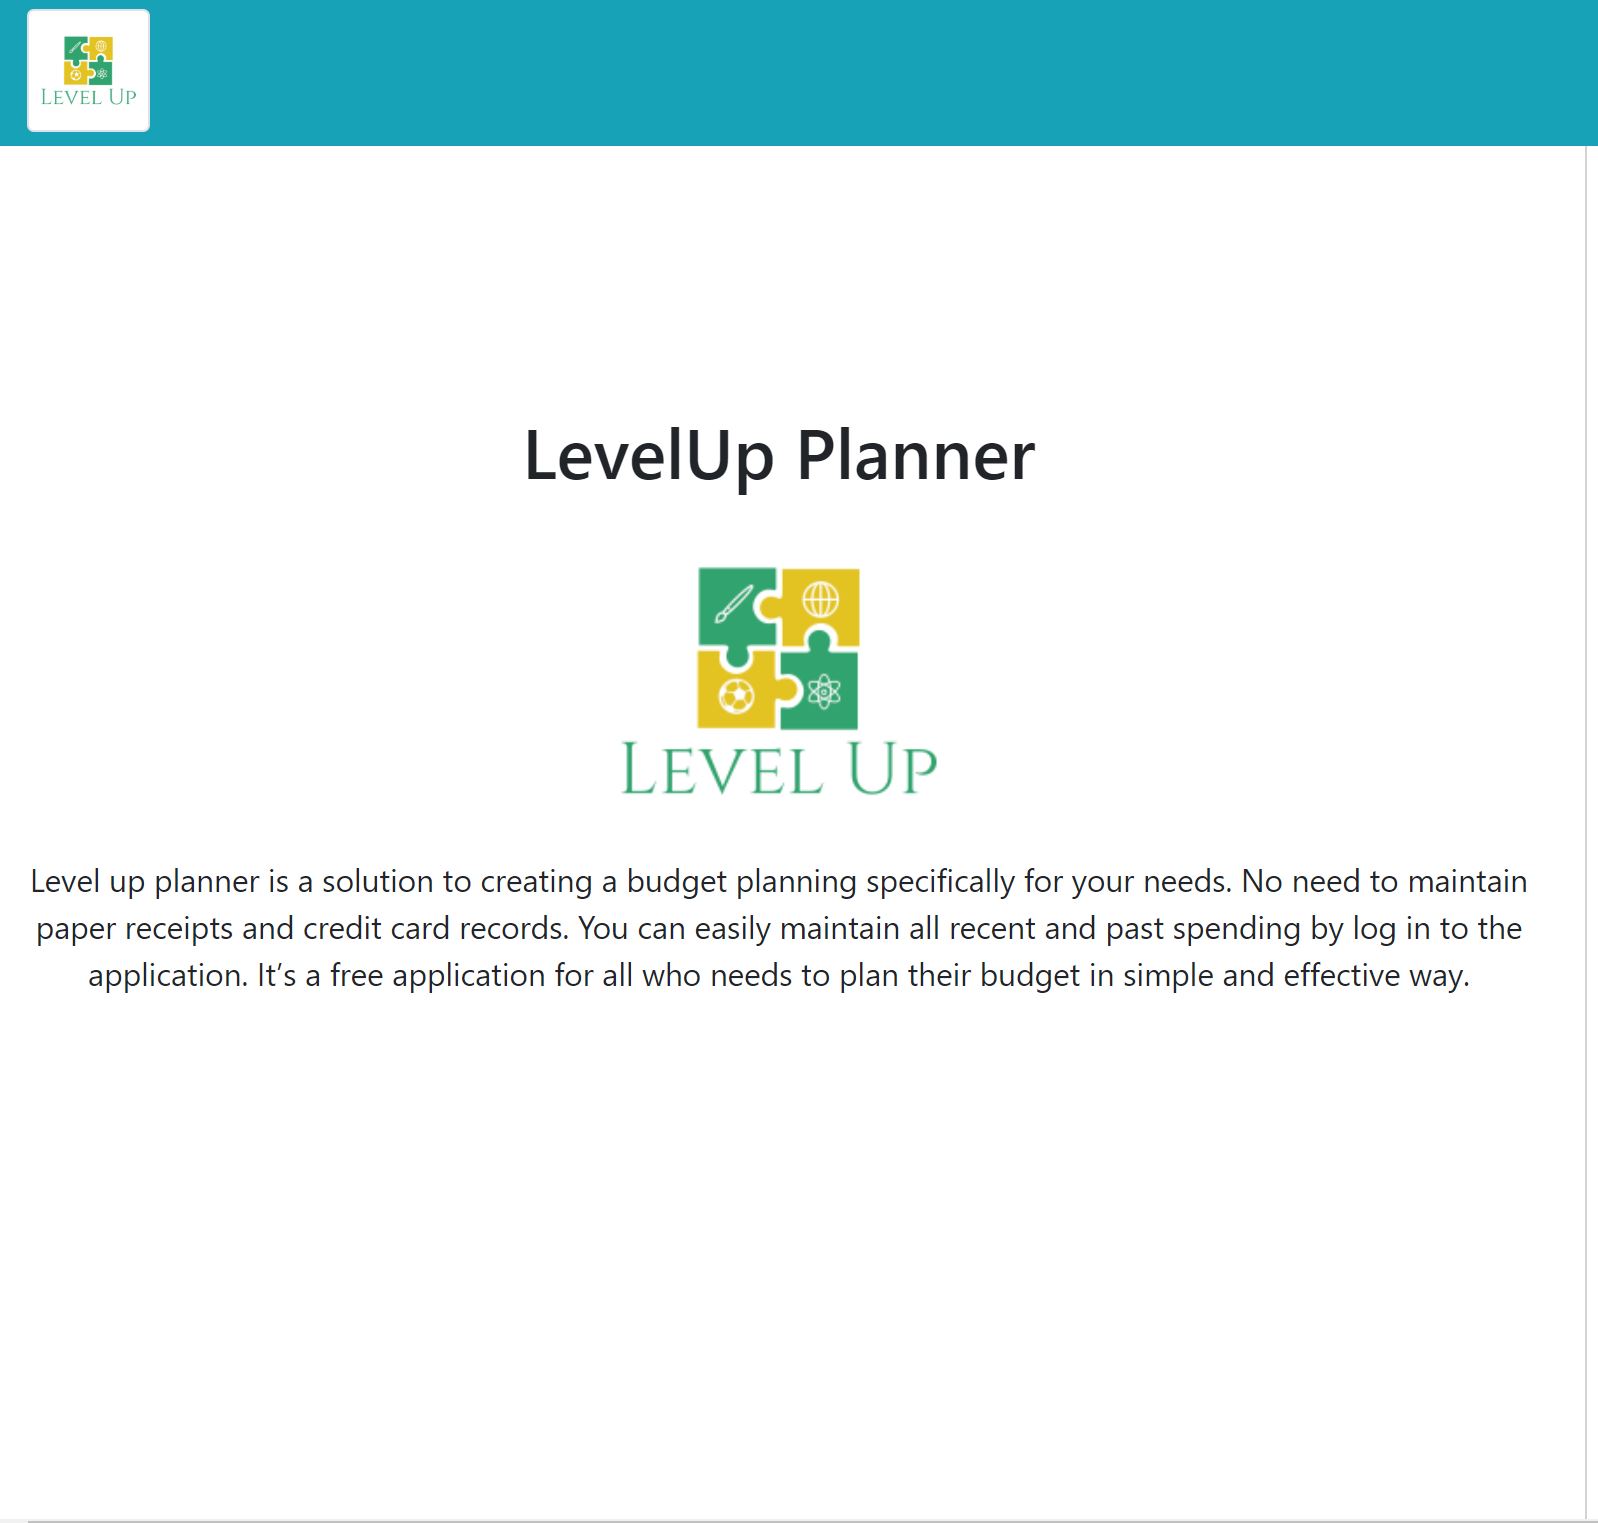 LEVEL UP
LevelUp Planner
LEVEL UP
Level up planner is a solution to creating a budget planning specifically for your needs. No need to maintain
paper receipts and credit card records. You can easily maintain all recent and past spending by log in to the
application. It’s a free application for all who needs to plan their budget in simple and effective way.